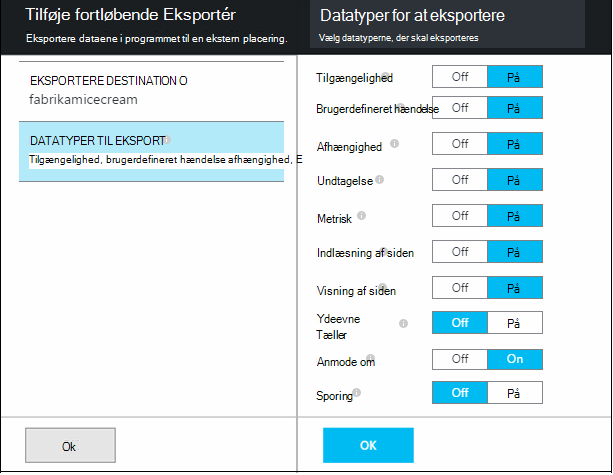 Tilføje fortløbende Eksportér
Eksportere dataene i programmet til en ekstern placering.
EKSPORTERE DESTINATION O
fabrikamicecream
DATATYPER TIL EKSPORT
Tilgængelighed, brugerdefineret hændelse afhængighed, E
Ok
Datatyper for at eksportere
Vælg datatyperne, der skal eksporteres
Tilgængelighed Off På
Brugerdefineret hændelse Off På
Afhængighed Off På
Undtagelse Off På
Metrisk Off På
Indlæsning af siden Off På
Visning af siden Off På
Ydeevne
Tæller Off På
Anmode om Off On
Sporing Off På
OK